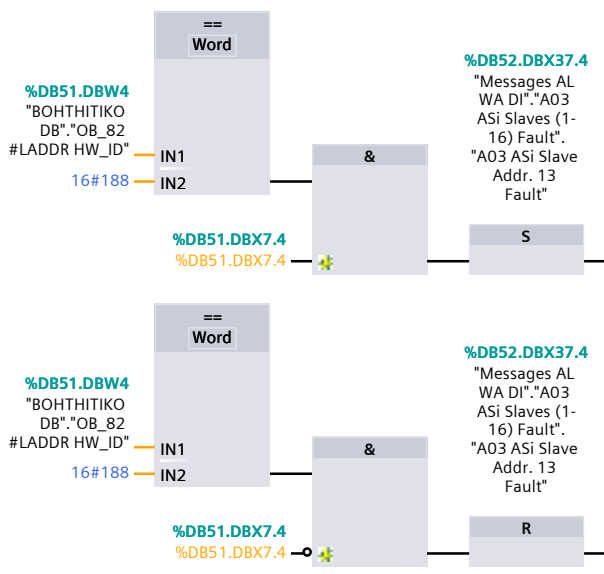 ==
Word
%DB51.DBW4
"BOHTHITIKO
DB"."OB_82
#LADDR HW_ID"
IN1
16#188
IN2
%DB52.DBX37.4
"Messages AL
WA DI"."A03
ASi Slaves (1-
16) Fault".
"A03 ASi Slave
Addr. 13
Fault"
&
%DB51.DBX7.4
%DB51.DBX7.4
S
==
Word
%DB51.DBW4
"BOHTHITIKO
DB"."OB_82
#LADDR HW_ID"
IN1
16#188
IN2
%DB52.DBX37.4
"Messages AL
WA DI"."A03
ASi Slaves (1-
16) Fault".
"A03 ASi Slave
Addr. 13
Fault"
&
%DB51.DBX7.4
%DB51.DBX7.4
R